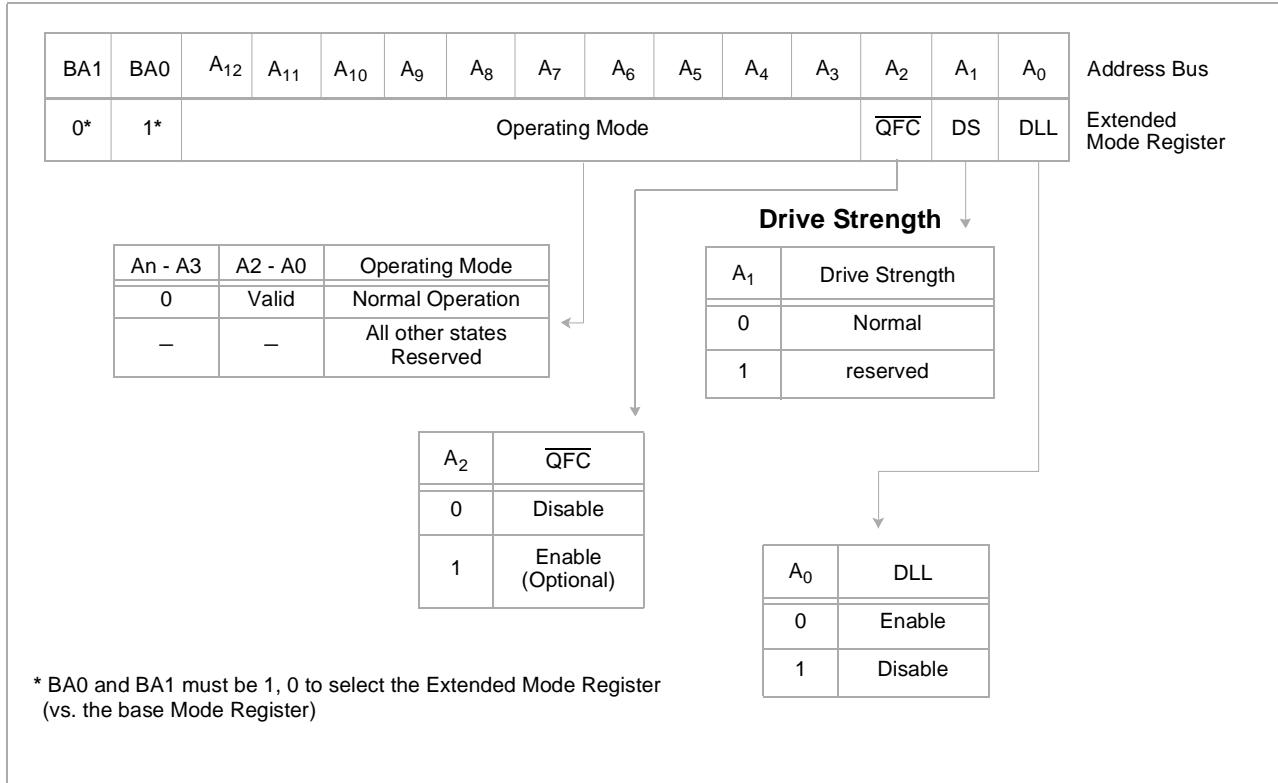 BA1 BA0 A12 A11 A10 A9 A8 A7 A6 A5 A4 A3 A2 A1 A0 Address Bus
0* 1* Operating Mode Q̅F̅C̅ DS DLL Extended
Mode Register
Drive Strength
An - A3 A2 - A0 Operating Mode
0 Valid Normal Operation
– – All other states
Reserved
A1 Drive Strength
0 Normal
1 reserved
A2 Q̅F̅C̅
0 Disable
1 Enable
(Optional)
A0 DLL
0 Enable
1 Disable
* BA0 and BA1 must be 1, 0 to select the Extended Mode Register
(vs. the base Mode Register)